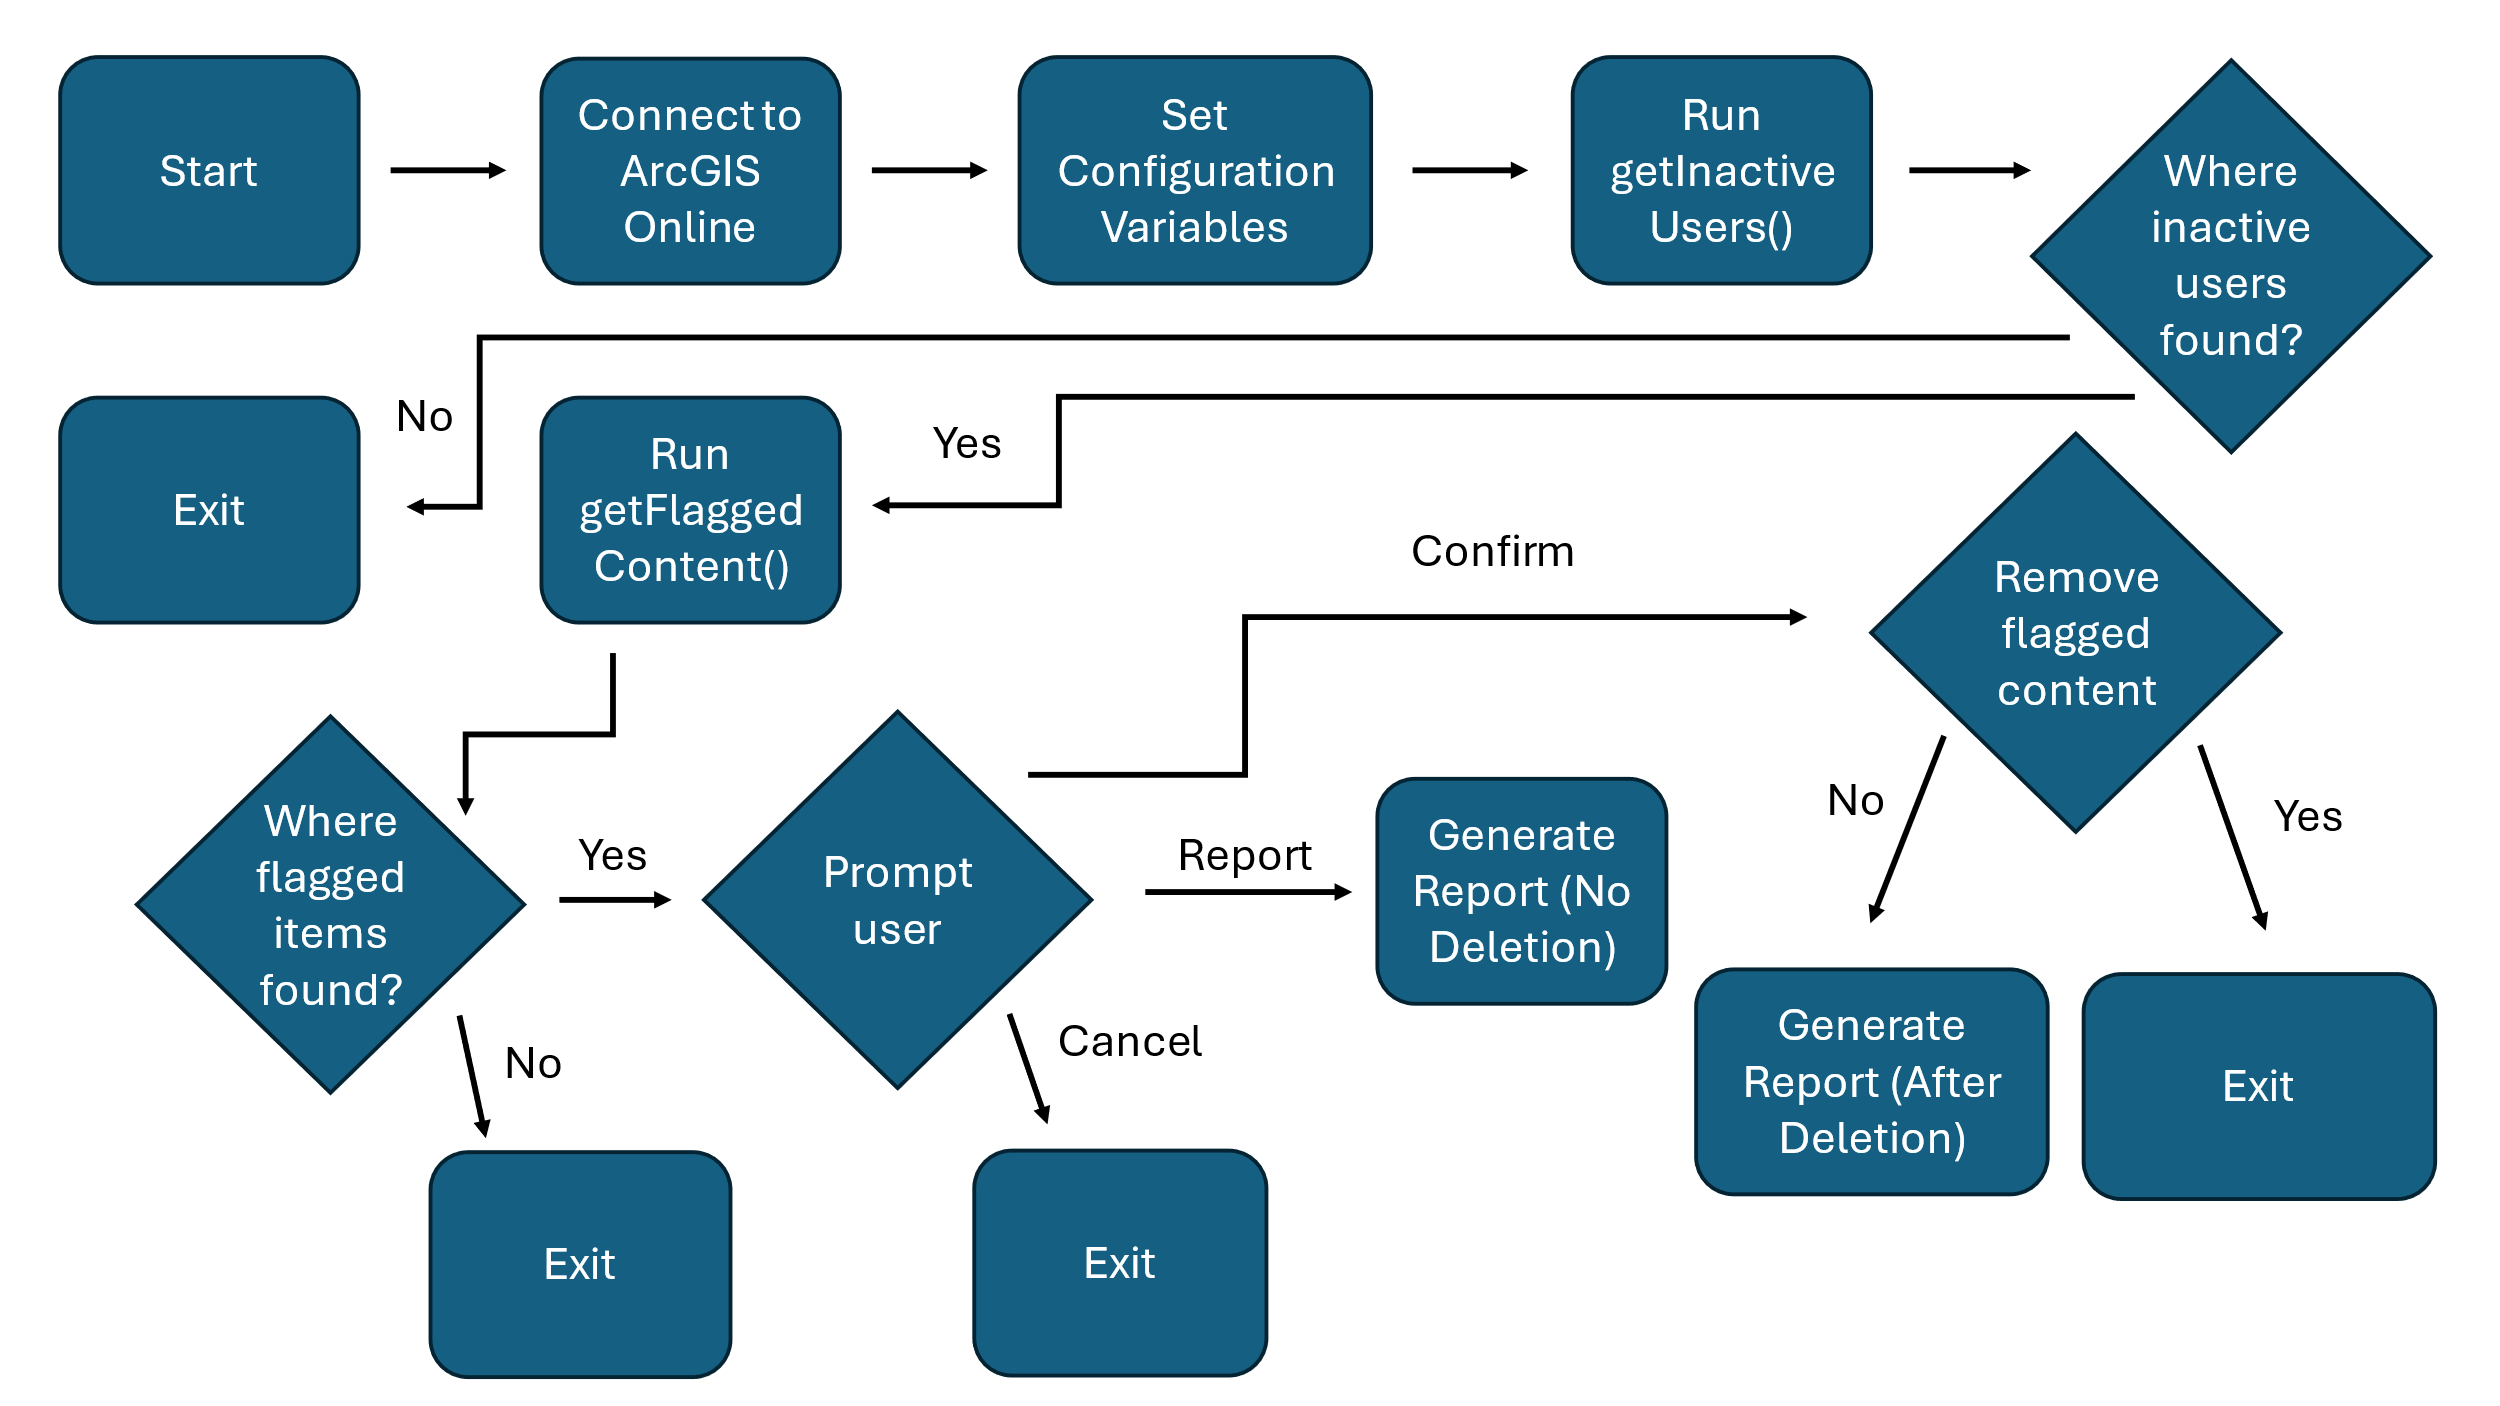 Start
Connect to
ArcGIS
Online
Set
Configuration
Variables
Run
getInactive
Users()
Where
inactive
users
found?
No
Exit
Run
getFlagged
Content()
Yes
Confirm
Remove
flagged
content
Where
flagged
items
found?
Yes
Prompt
user
Report
Generate
Report (No
Deletion)
No
Yes
No
Cancel
Generate
Report (After
Deletion)
Exit
Exit
Exit